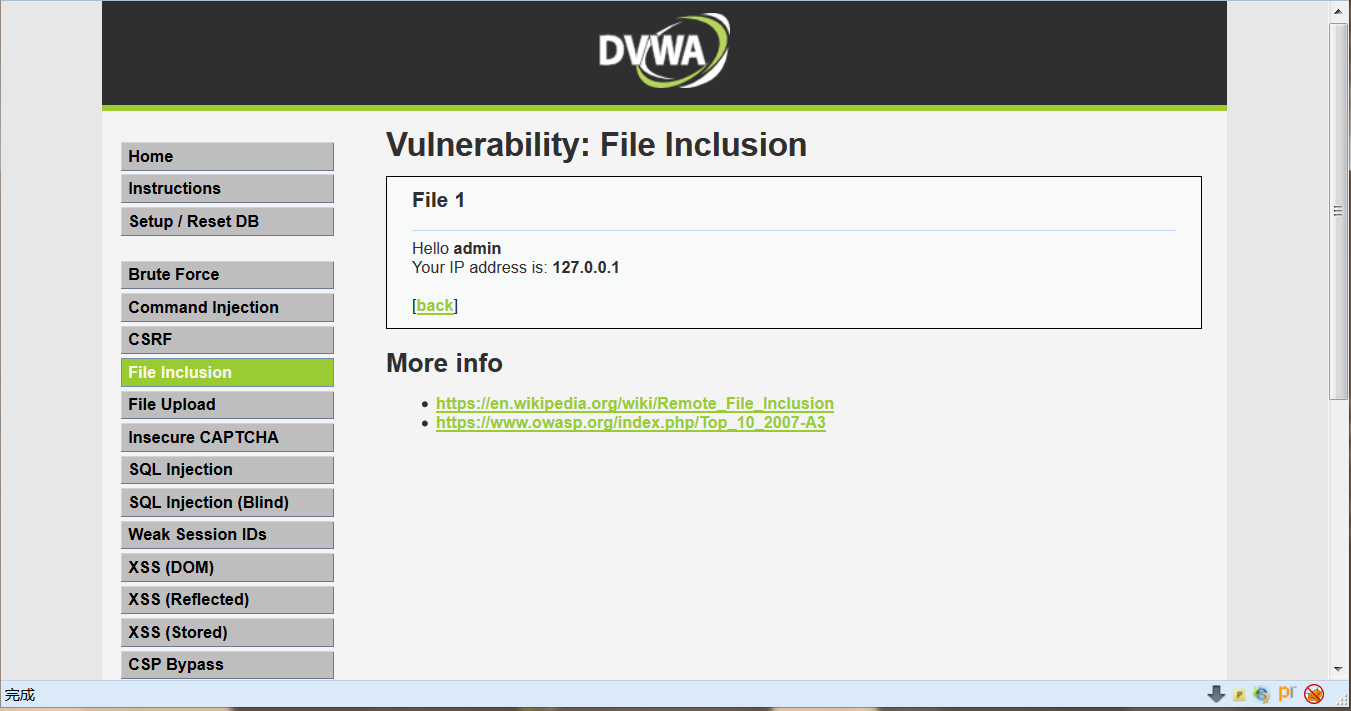 DVWA
Home
Instructions
Setup / Reset DB
Brute Force
Command Injection
CSRF
File Inclusion
File Upload
Insecure CAPTCHA
SQL Injection
SQL Injection (Blind)
Weak Session IDs
XSS (DOM)
XSS (Reflected)
XSS (Stored)
CSP Bypass
Vulnerability: File Inclusion
File 1
Hello admin
Your IP address is: 127.0.0.1
[back]
More info
https://en.wikipedia.org/wiki/Remote_File_Inclusion
https://www.owasp.org/index.php/Top_10_2007-A3
完成
P
pr